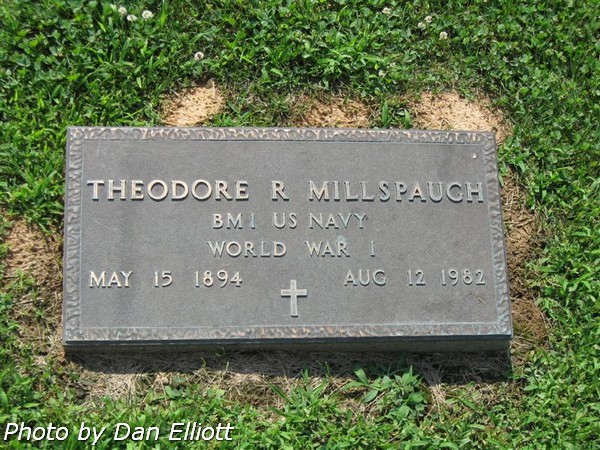 THEODORE R MILLSPAUGH
BM1 US NAVY
WORLD WAR I
MAY 15 1894 AUG 12 1982
Photo by Dan Elliott